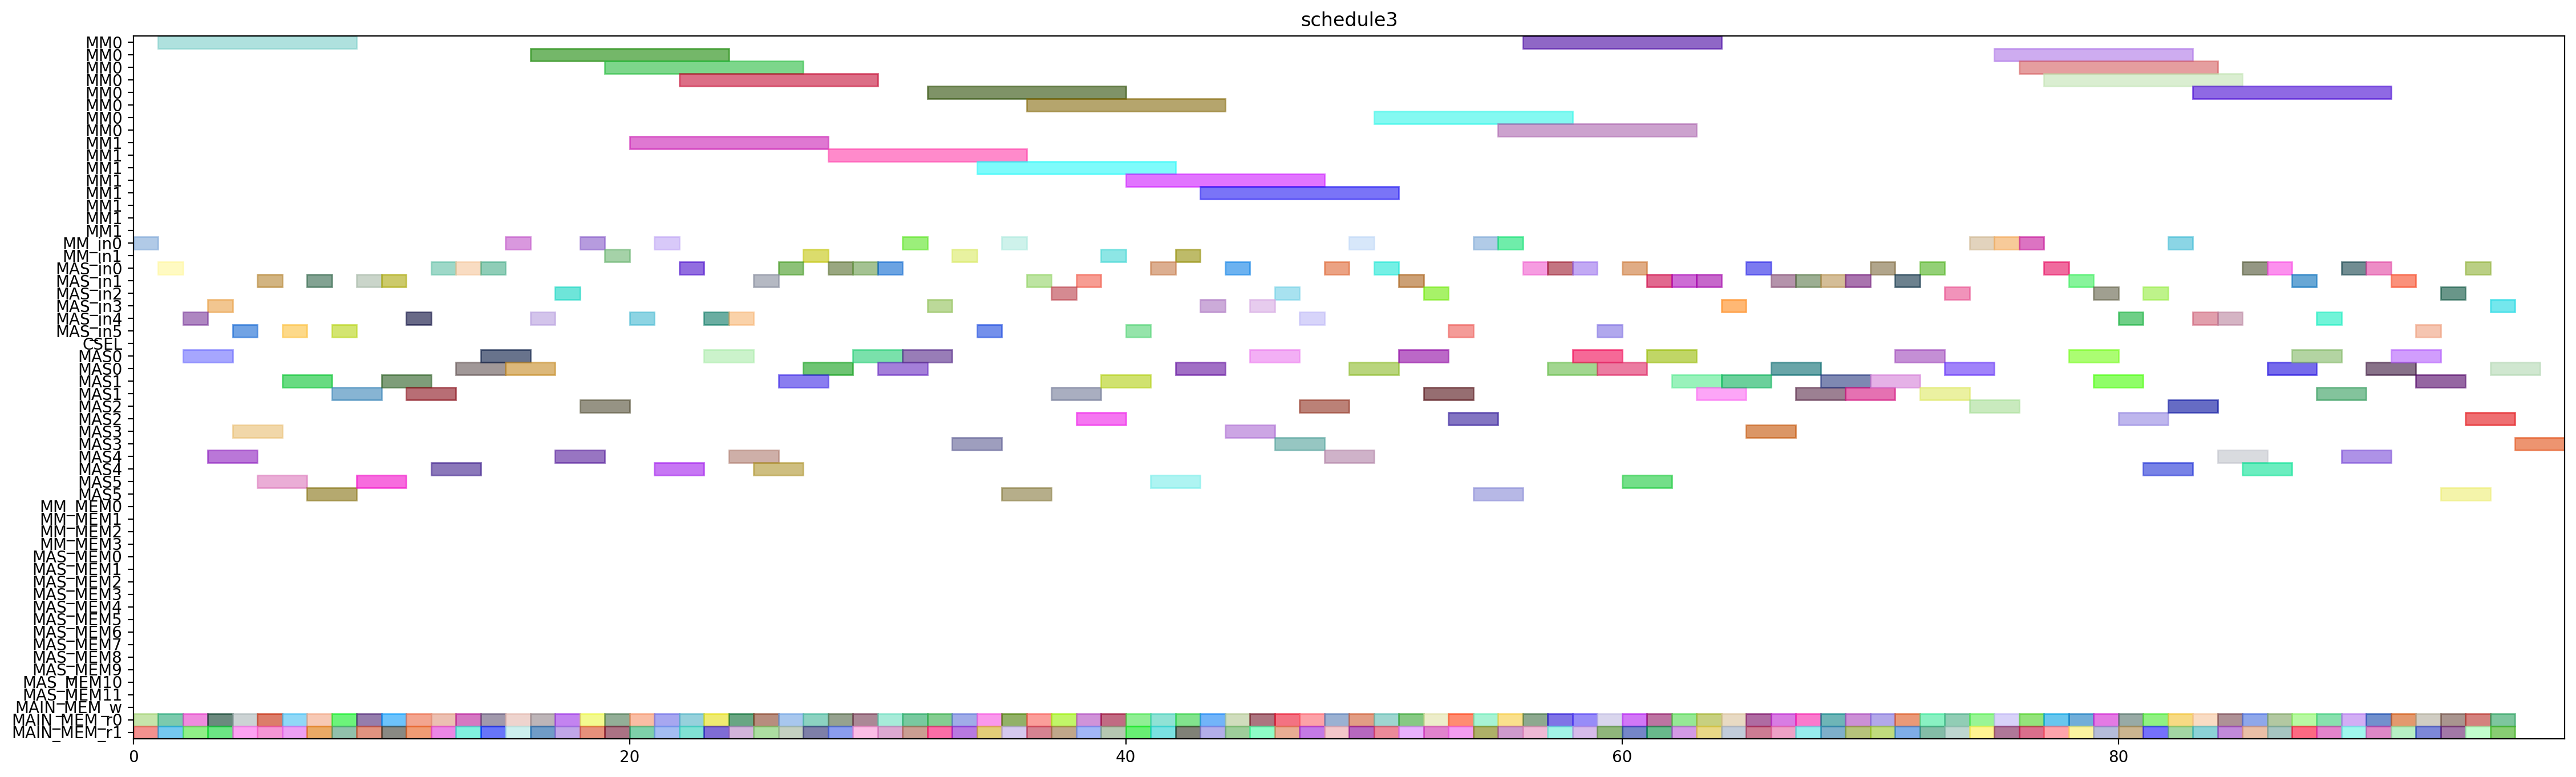 schedule3
MM0
MM0
MM0
MM0
MM0
MM0
MM0
MM0
MM1
MM1
MM1
MM1
MM1
MM1
MM1
MM1
MM_in0
MM_in1
MAS_in0
MAS_in1
MAS_in2
MAS_in3
MAS_in4
MAS_in5
CSEL
MAS0
MAS0
MAS1
MAS1
MAS2
MAS2
MAS3
MAS3
MAS4
MAS4
MAS5
MAS5
MM_MEM0
MM_MEM1
MM_MEM2
MM_MEM3
MAS_MEM0
MAS_MEM1
MAS_MEM2
MAS_MEM3
MAS_MEM4
MAS_MEM5
MAS_MEM6
MAS_MEM7
MAS_MEM8
MAS_MEM9
MAS_MEM10
MAS_MEM11
MAIN_MEM_w
MAIN_MEM_r0
MAIN_MEM_r1
0 20 40 60 80